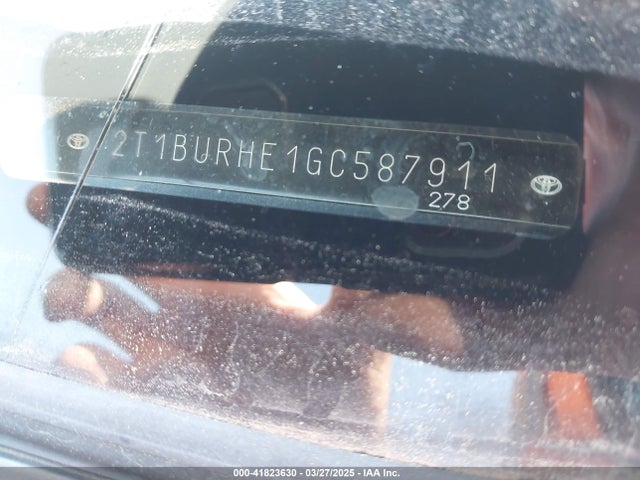 2T1BURHE1GC587911
278
000-41823630 - 03/27/2025 - IAA Inc.